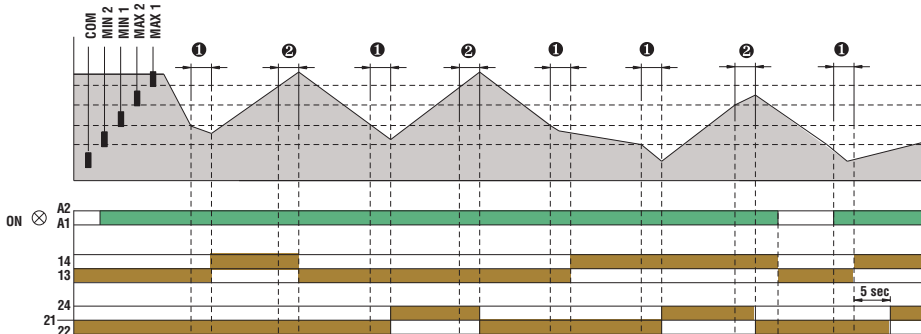 COM
MIN 2
MIN 1
MAX 2
MAX 1
❶ ❷ ❶ ❷ ❶ ❶ ❷ ❶
ON A2
A1
14
13
24
5 sec
21
22